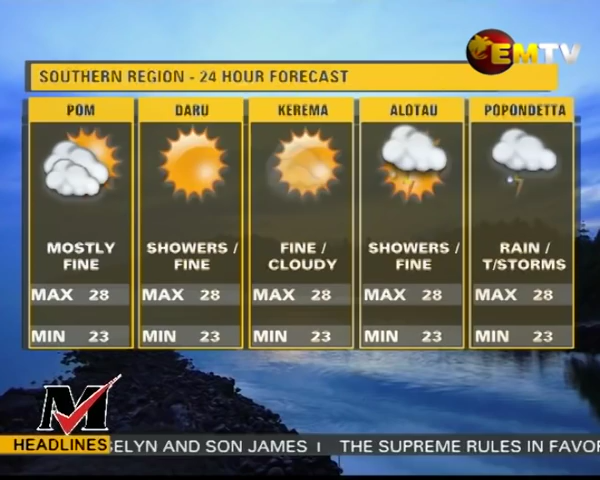 EMTV
SOUTHERN REGION - 24 HOUR FORECAST
POM DARU KEREMA ALOTAU POPONDETTA
MOSTLY FINE
SHOWERS / FINE
FINE / CLOUDY
SHOWERS / FINE
RAIN / T/STORMS
MAX 28 MAX 28 MAX 28 MAX 28 MAX 28
MIN 23 MIN 23 MIN 23 MIN 23 MIN 23
M
HEADLINES ELYN AND SON JAMES | THE SUPREME RULES IN FAVOR